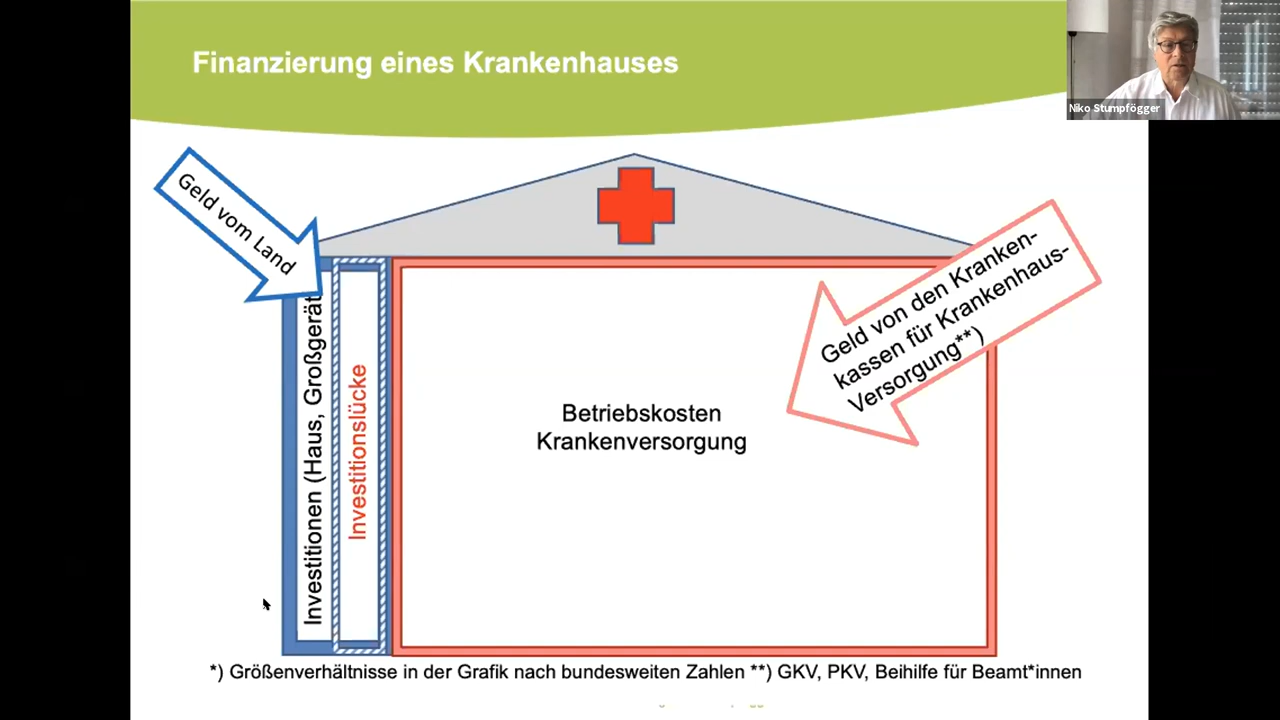 Finanzierung eines Krankenhauses
Niko Stumpfögger
Geld vom Land
Geld von den Kranken-
kassen für Krankenhaus-
Versorgung**)
Investitionen (Haus, Großgerät
Investitionslücke
Betriebskosten
Krankenversorgung
*) Größenverhältnisse in der Grafik nach bundesweiten Zahlen **) GKV, PKV, Beihilfe für Beamt*innen